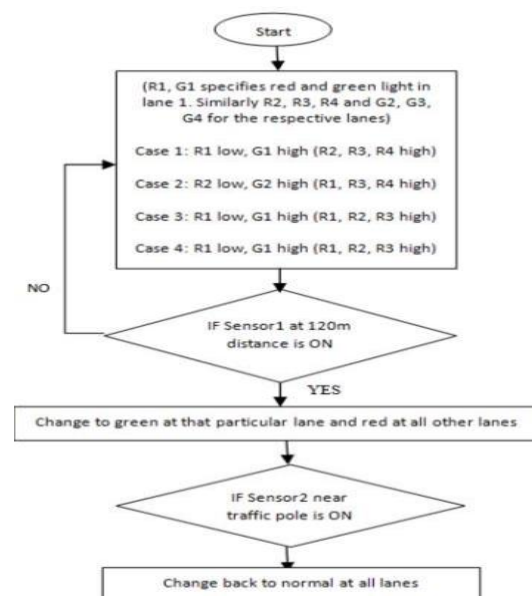 Start
(R1, G1 specifies red and green light in
lane 1. Similarly R2, R3, R4 and G2, G3,
G4 for the respective lanes)
Case 1: R1 low, G1 high (R2, R3, R4 high)
Case 2: R2 low, G2 high (R1, R3, R4 high)
Case 3: R1 low, G1 high (R1, R2, R3 high)
Case 4: R1 low, G1 high (R1, R2, R3 high)
NO
IF Sensor1 at 120m
distance is ON
YES
Change to green at that particular lane and red at all other lanes
IF Sensor2 near
traffic pole is ON
Change back to normal at all lanes